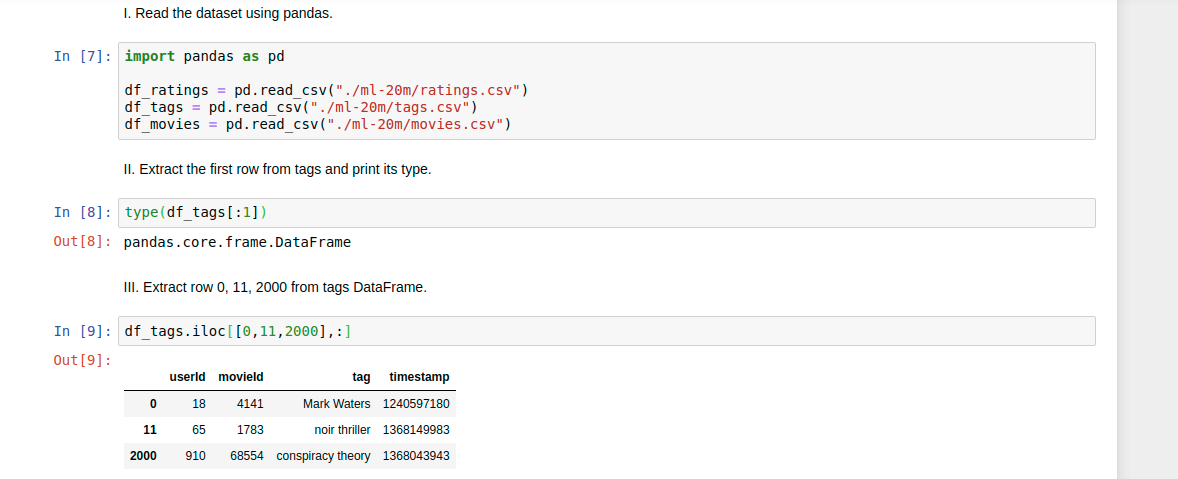 I. Read the dataset using pandas.
In [7]: import pandas as pd
df_ratings = pd.read_csv("./ml-20m/ratings.csv")
df_tags = pd.read_csv("./ml-20m/tags.csv")
df_movies = pd.read_csv("./ml-20m/movies.csv")
II. Extract the first row from tags and print its type.
In [8]: type(df_tags[:1])
Out[8]: pandas.core.frame.DataFrame
III. Extract row 0, 11, 2000 from tags DataFrame.
In [9]: df_tags.iloc[[0,11,2000],:]
Out[9]:
userId movieId tag timestamp
0 18 4141 Mark Waters 1240597180
11 65 1783 noir thriller 1368149983
2000 910 68554 conspiracy theory 1368043943